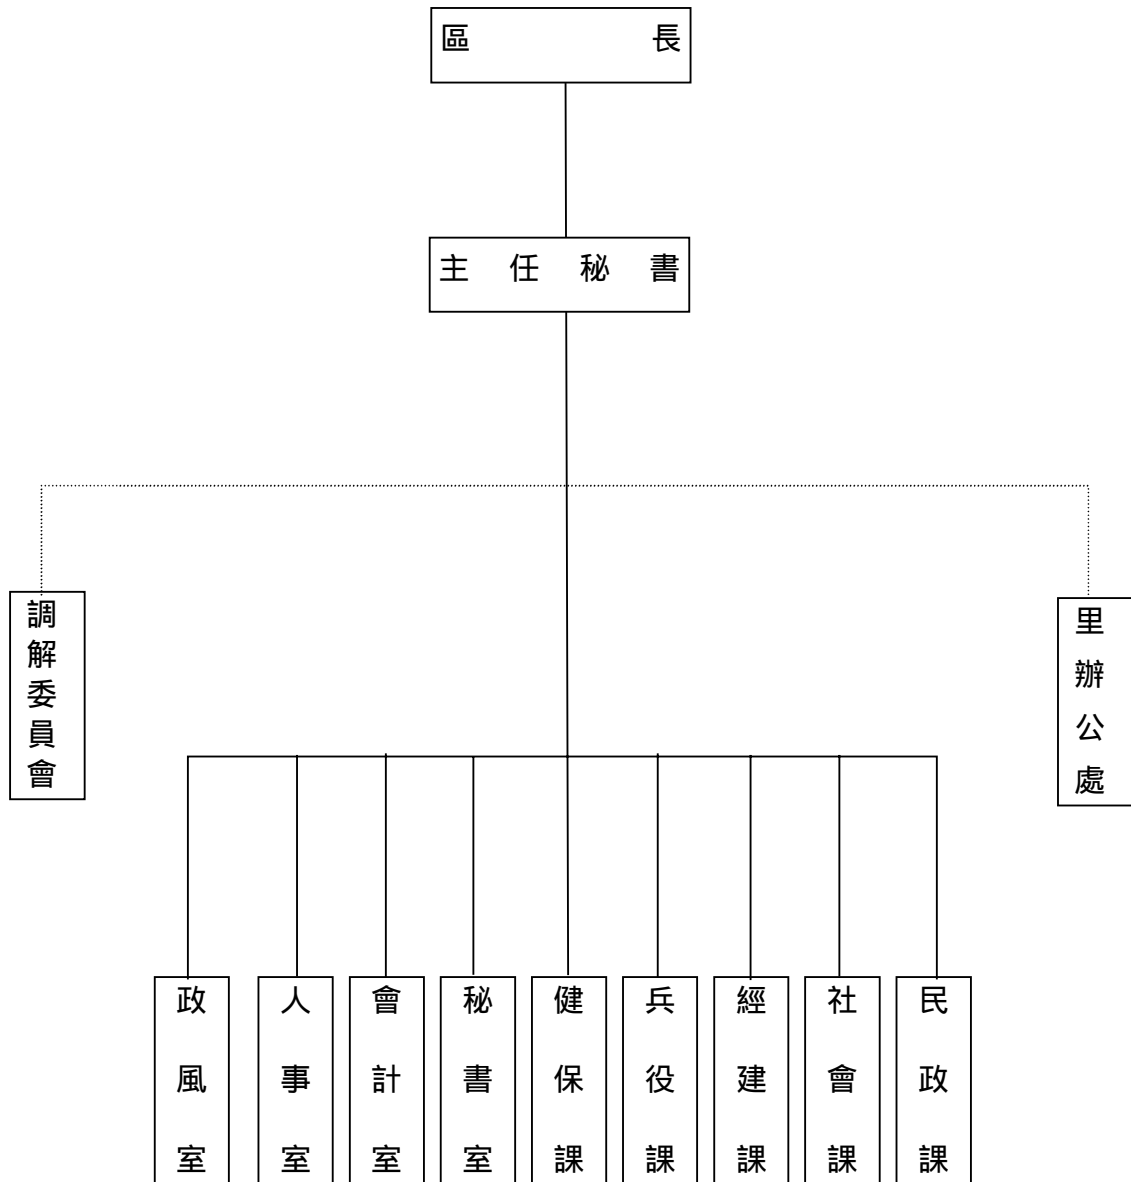 區長
主任秘書
調解委員會
里辦公處
政風室
人事室
會計室
秘書室
健保課
兵役課
經建課
社會課
民政課